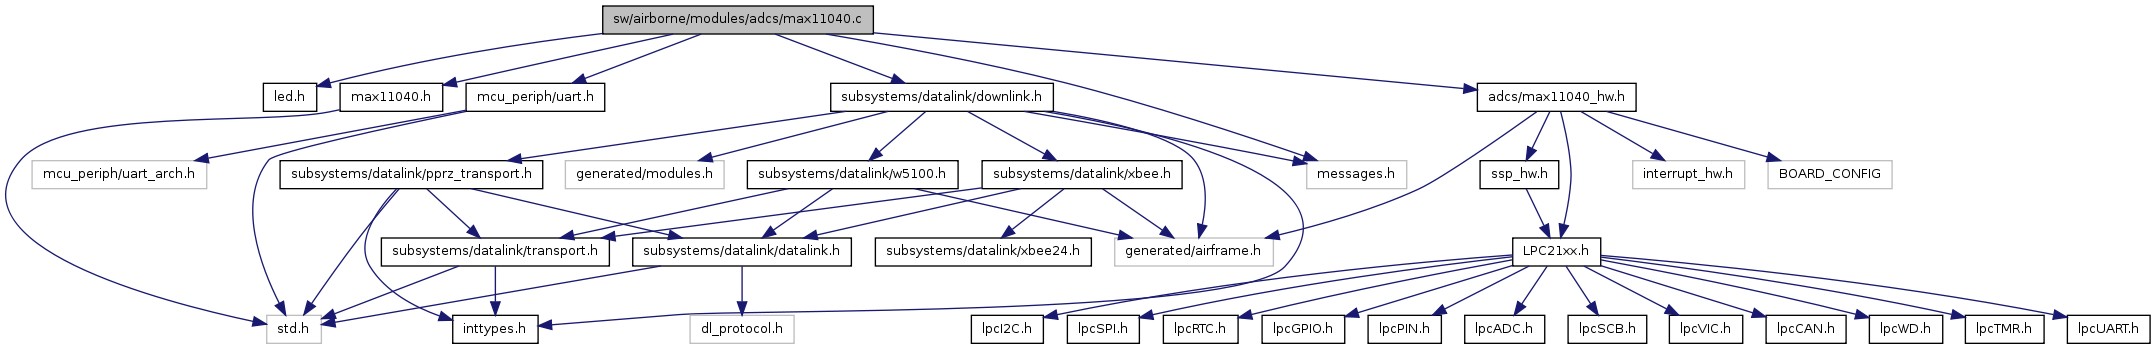 sw/airborne/modules/adcs/max11040.c
led.h
max11040.h
mcu_periph/uart.h
subsystems/datalink/downlink.h
adcs/max11040_hw.h
mcu_periph/uart_arch.h
subsystems/datalink/pprz_transport.h
generated/modules.h
subsystems/datalink/w5100.h
subsystems/datalink/xbee.h
messages.h
ssp_hw.h
interrupt_hw.h
BOARD_CONFIG
subsystems/datalink/transport.h
subsystems/datalink/datalink.h
subsystems/datalink/xbee24.h
generated/airframe.h
LPC21xx.h
std.h
inttypes.h
dl_protocol.h
lpcI2C.h
lpcSPI.h
lpcRTC.h
lpcGPIO.h
lpcPIN.h
lpcADC.h
lpcSCB.h
lpcVIC.h
lpcCAN.h
lpcWD.h
lpcTMR.h
lpcUART.h